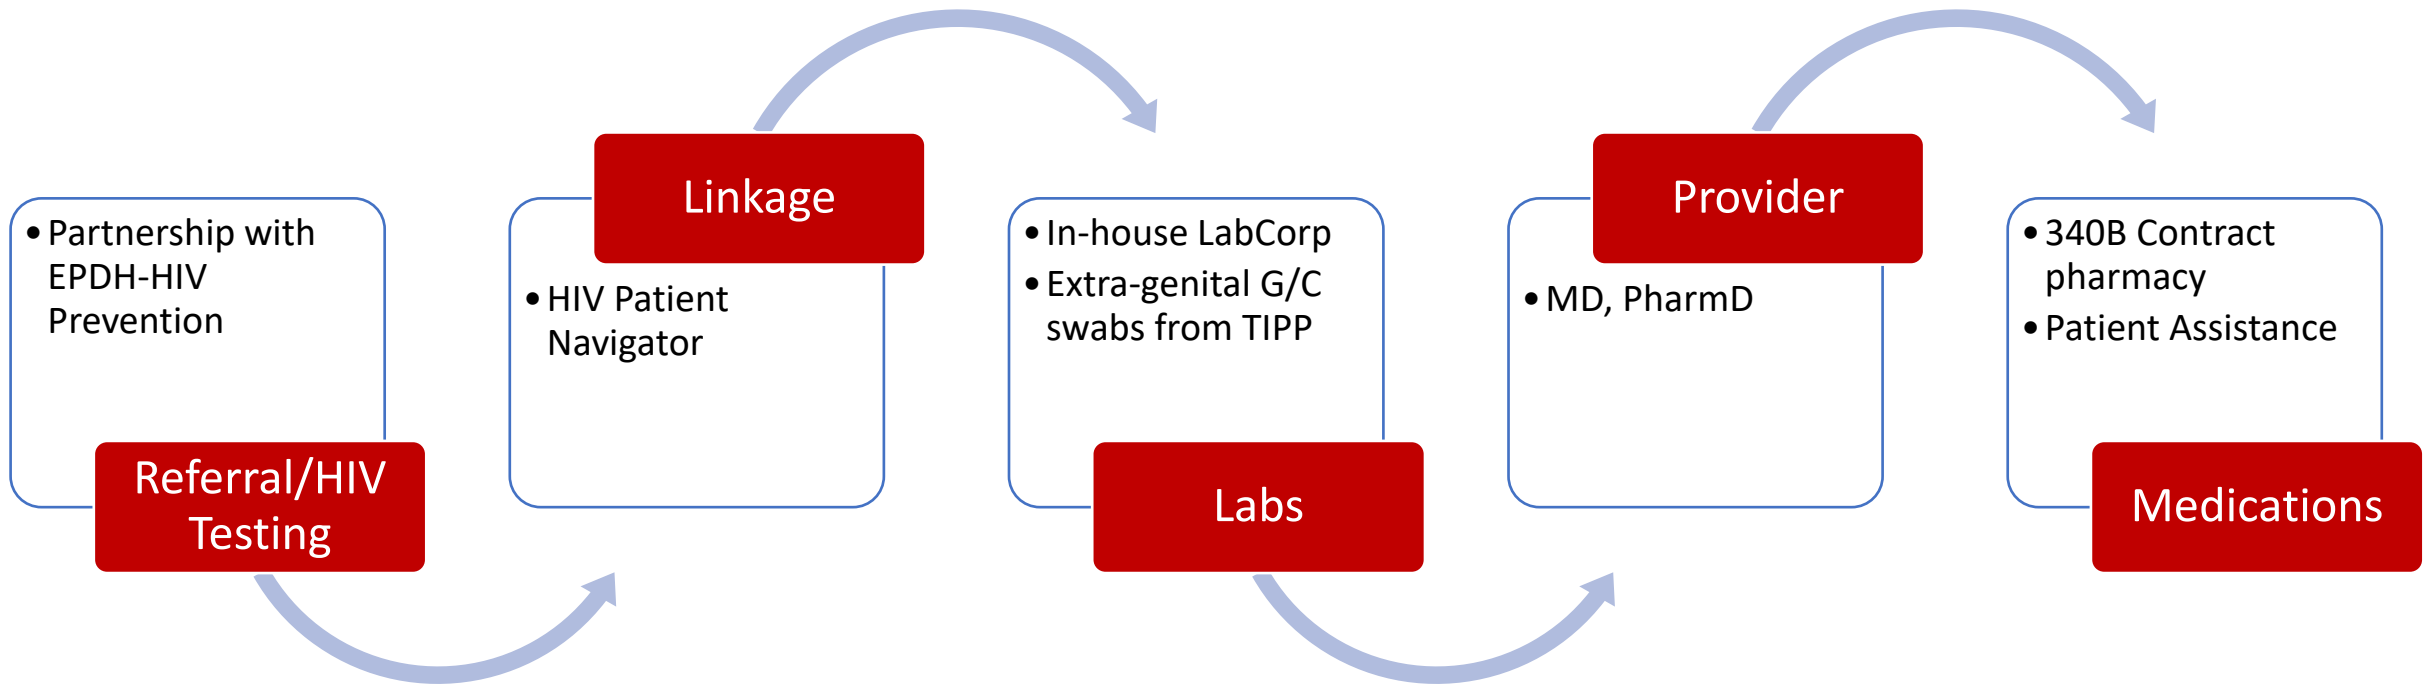 • Partnership with
EPDH-HIV
Prevention
Referral/HIV
Testing
Linkage
• HIV Patient
Navigator
• In-house LabCorp
• Extra-genital G/C
swabs from TIPP
Labs
Provider
• MD, PharmD
• 340B Contract
pharmacy
• Patient Assistance
Medications